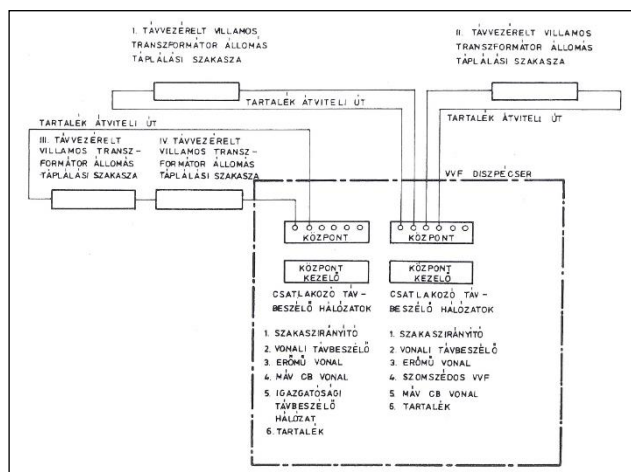 I. TÁVVEZÉRELT VILLAMOS
TRANSZFORMÁTOR ÁLLOMÁS
TÁPLÁLÁSI SZAKASZA
II. TÁVVEZÉRELT VILLAMOS
TRANSZFORMÁTOR ÁLLOMÁS
TÁPLÁLÁSI SZAKASZA
TARTALÉK ÁTVITELI ÚT
TARTALÉK ÁTVITELI ÚT
TARTALÉK ÁTVITELI ÚT
III. TÁVVEZÉRELT
VILLAMOS TRANSZ-
FORMÁTOR ÁLLOMÁS
TÁPLÁLÁSI SZAKASZA
IV. TÁVVEZÉRELT
VILLAMOS TRANSZ-
FORMÁTOR ÁLLOMÁS
TÁPLÁLÁSI SZAKASZA
VVF DISZPÉCSER
KÖZPONT
KÖZPONT
KEZELŐ
CSATLAKOZÓ TÁV-
BESZÉLŐ HÁLÓZATOK
1. SZAKASZIRÁNYÍTÓ
2. VONALI TÁVBESZÉLŐ
3. ERŐMŰ VONAL
4. MÁV CB VONAL
5. IGAZGATÓSÁGI
TÁVBESZÉLŐ
HÁLÓZAT
6. TARTALÉK
KÖZPONT
KÖZPONT
KEZELŐ
CSATLAKOZÓ TÁV-
BESZÉLŐ HÁLÓZATOK
1. SZAKASZIRÁNYÍTÓ
2. VONALI TÁVBESZÉLŐ
3. ERŐMŰ VONAL
4. SZOMSZÉDOS VVF
5. MÁV CB VONAL
6. TARTALÉK